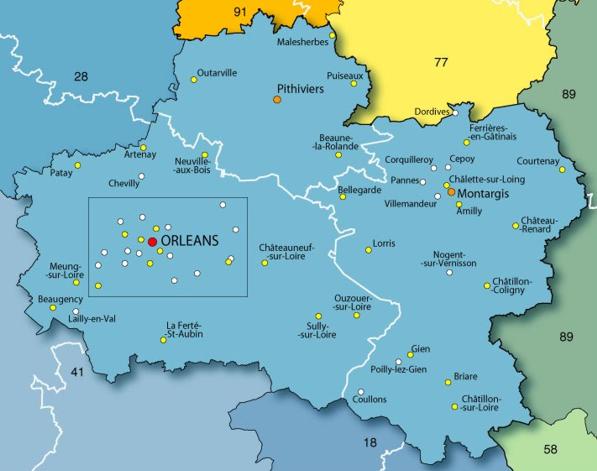 91
Malesherbes
77
28
Outarville
Puiseaux
Pithiviers
89
Dordives
Ferrières-
en-Gâtinais
Beaune-
la-Rolande
Artenay
Neuville-
aux-Bois
Corquilleroy
Cepoy
Courtenay
Patay
Chevilly
Pannes
Châlette-sur-Loing
Montargis
Bellegarde
Villemandeur
Amilly
Château-
Renard
ORLEANS
Châteauneuf
-sur-Loire
Lorris
Nogent-
-sur-Vernisson
Meung-
sur-Loire
Châtillon-
-Coligny
Beaugency
Lailly-en-Val
Ouzouer-
sur-Loire
La Ferté-
St-Aubin
Sully-
-sur-Loire
89
Gien
Poilly-lez-Gien
41
Briare
Coullons
Châtillon-
-sur-Loire
18
58